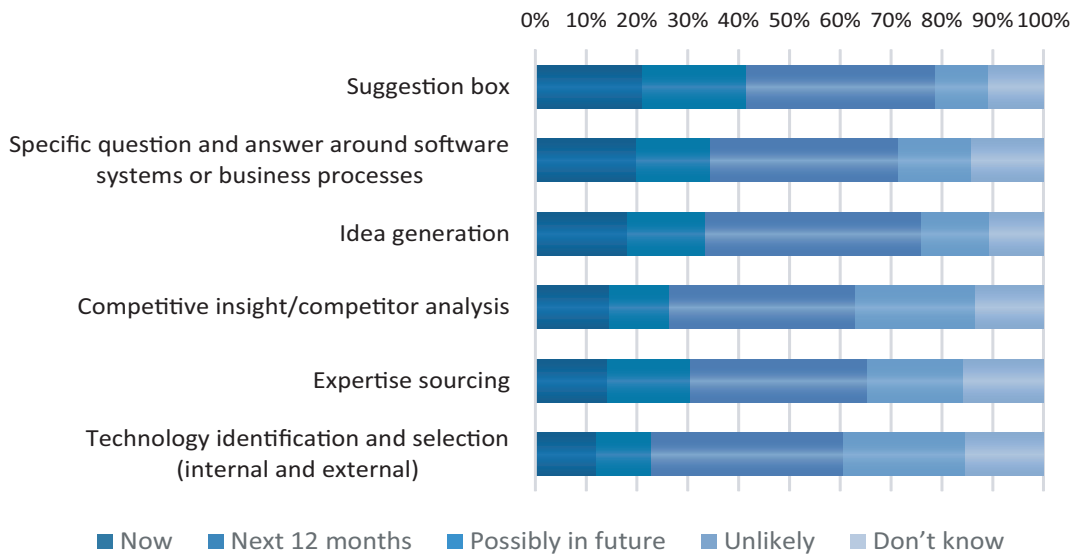 0% 10% 20% 30% 40% 50% 60% 70% 80% 90% 100%
Suggestion box
Specific question and answer around software
systems or business processes
Idea generation
Competitive insight/competitor analysis
Expertise sourcing
Technology identification and selection
(internal and external)
Now Next 12 months Possibly in future Unlikely Don’t know